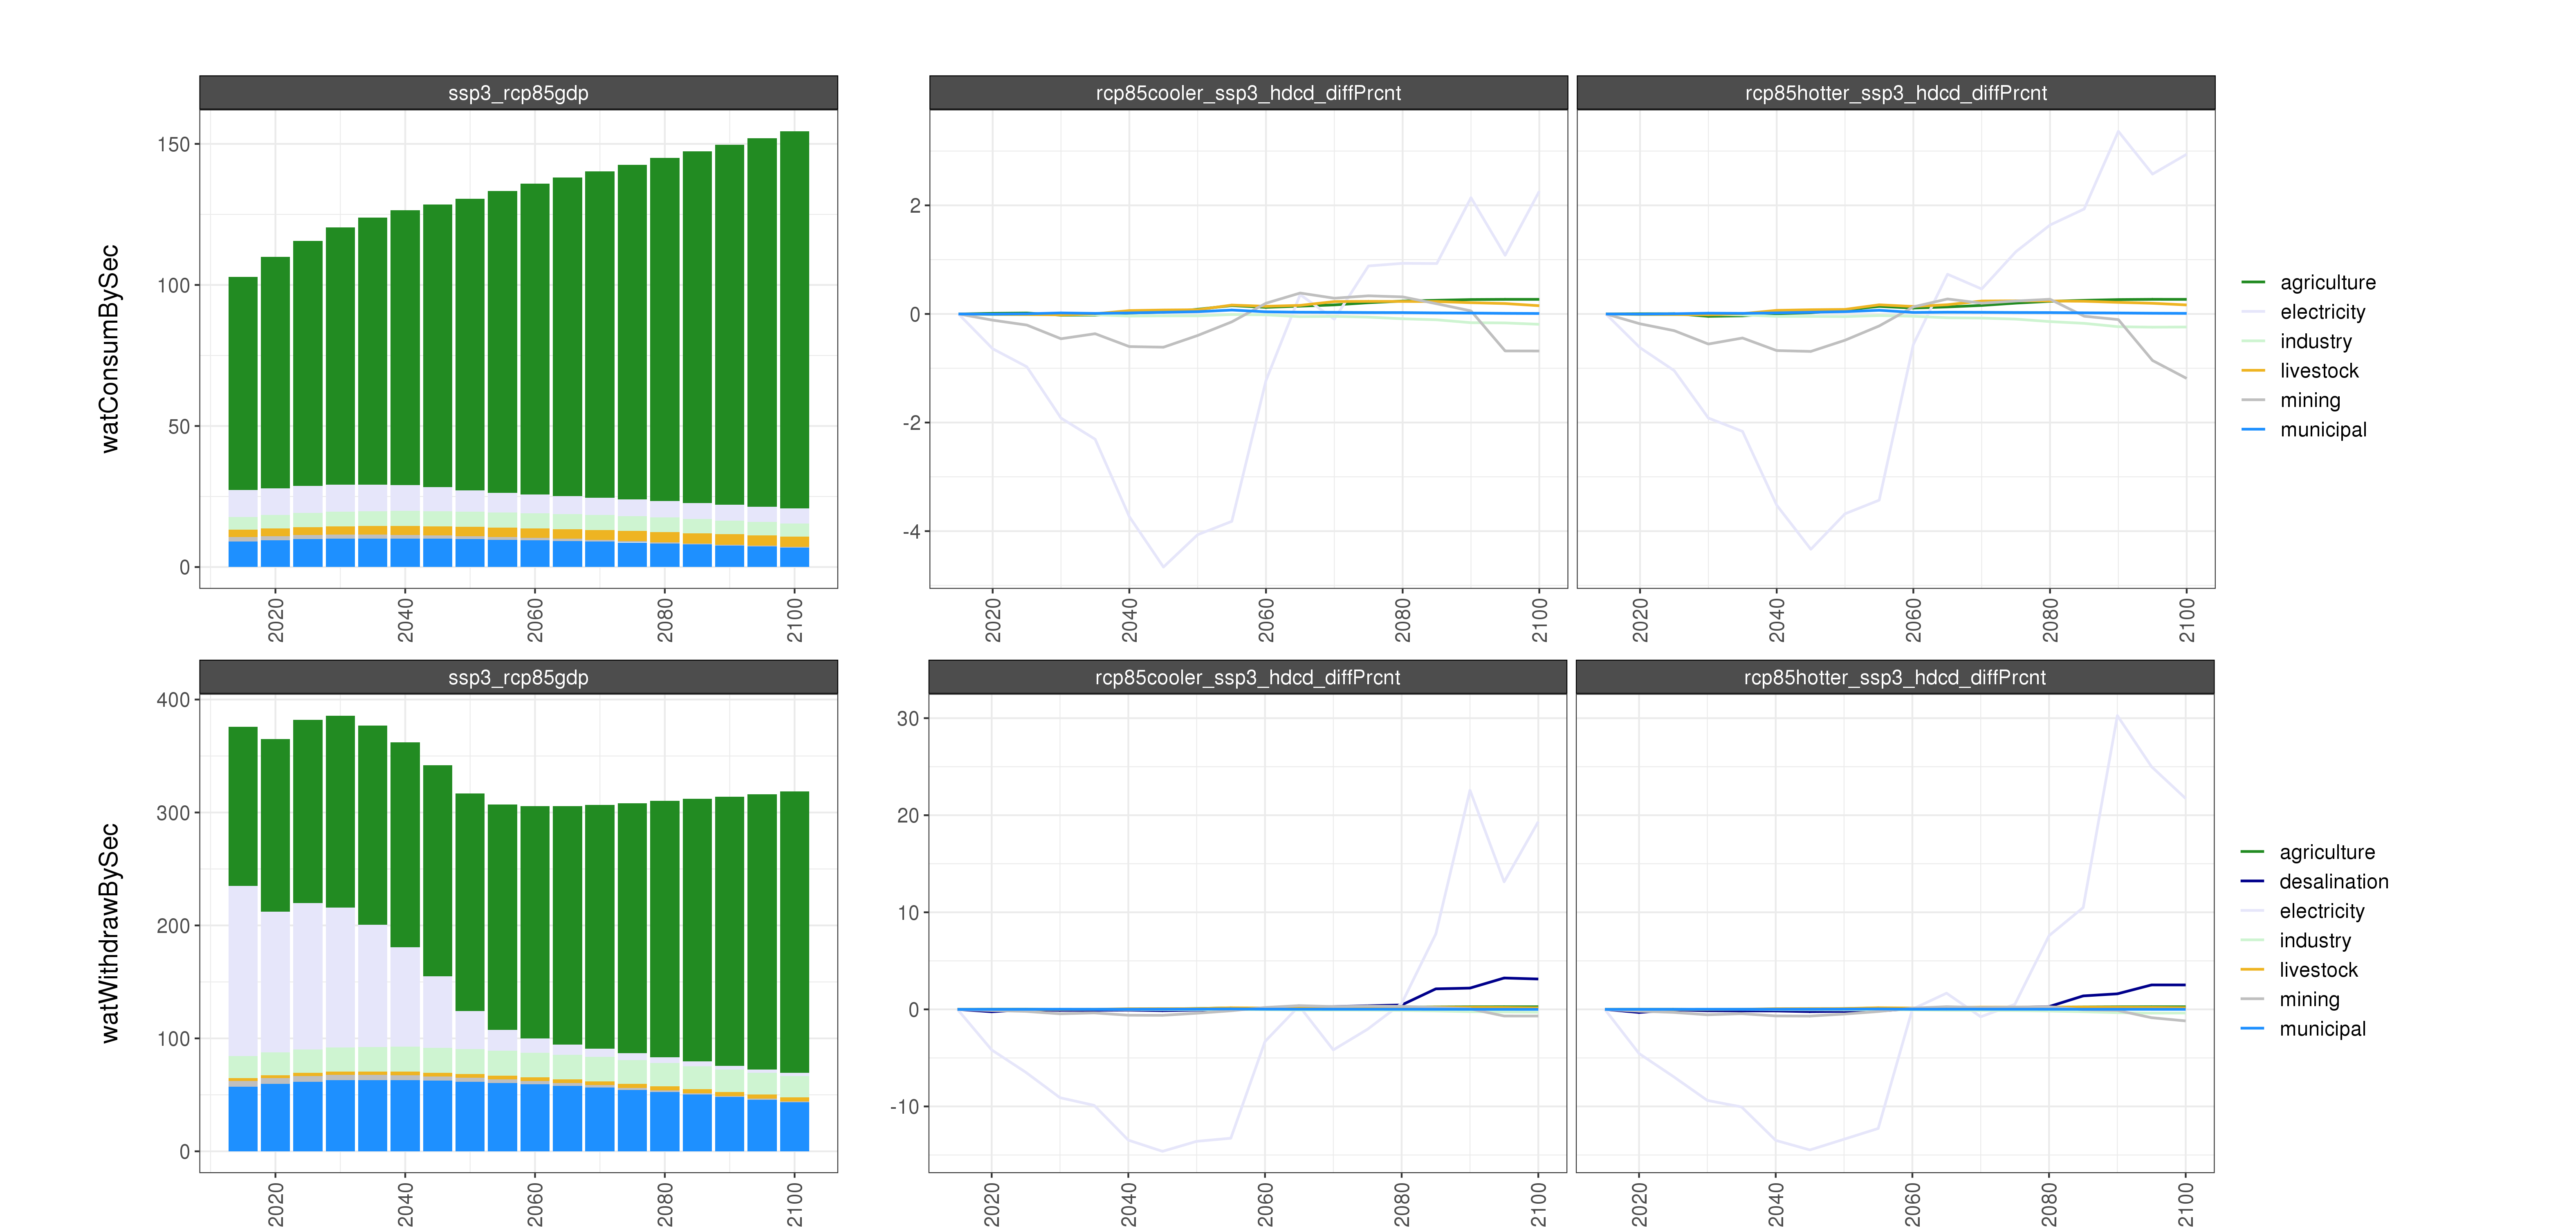 ssp3_rcp85gdp
rcp85cooler_ssp3_hdcd_diffPrcnt
rcp85hotter_ssp3_hdcd_diffPrcnt
watConsumBySec
150
100
50
0
2
0
-2
-4
agriculture
electricity
industry
livestock
mining
municipal
2020 2040 2060 2080 2100
2020 2040 2060 2080 2100
2020 2040 2060 2080 2100
ssp3_rcp85gdp
rcp85cooler_ssp3_hdcd_diffPrcnt
rcp85hotter_ssp3_hdcd_diffPrcnt
watWithdrawBySec
400
300
200
100
0
30
20
10
0
-10
agriculture
desalination
electricity
industry
livestock
mining
municipal
2020 2040 2060 2080 2100
2020 2040 2060 2080 2100
2020 2040 2060 2080 2100